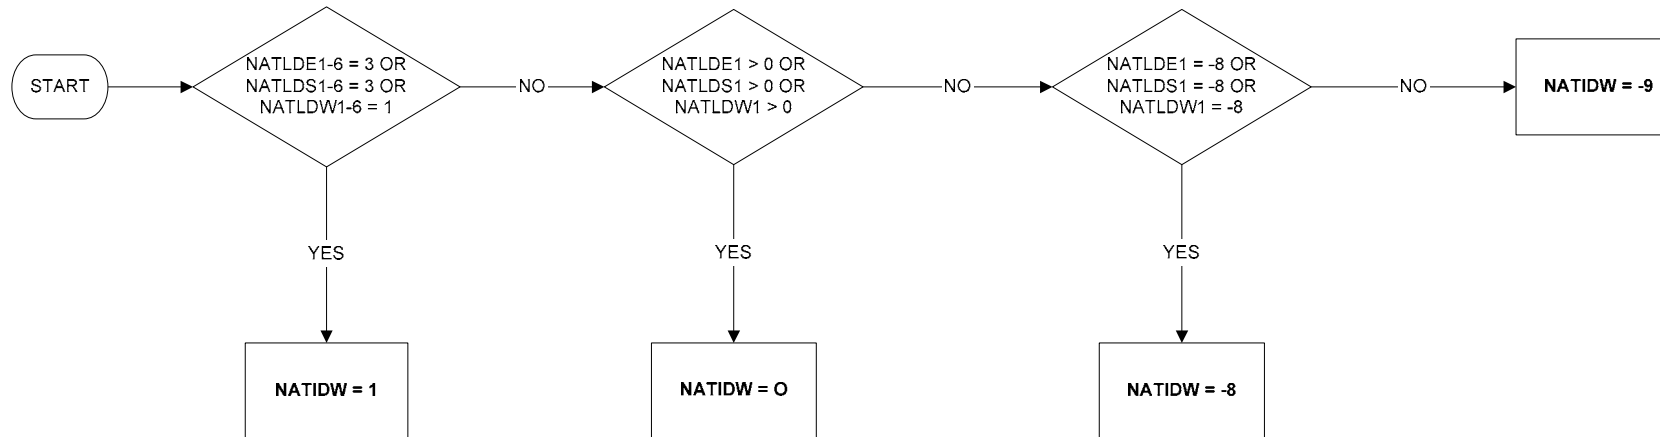 START
NATLDE1-6 = 3 OR
NATLDS1-6 = 3 OR
NATLDW1-6 = 1
NO
NATLDE1 > 0 OR
NATLDS1 > 0 OR
NATLDW1 > 0
NO
NATLDE1 = -8 OR
NATLDS1 = -8 OR
NATLDW1 = -8
NO
NATIDW = -9
YES
YES
YES
NATIDW = 1
NATIDW = O
NATIDW = -8